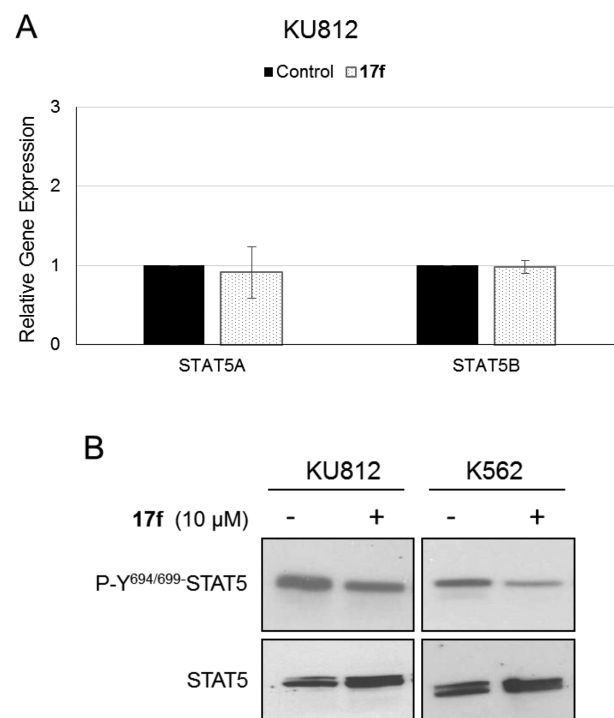 A
KU812
Control 17f
Relative Gene Expression
3
2
1
0
STAT5A STAT5B
B
KU812 K562
17f (10 µM) - + - +
P-Y694/699-STAT5
STAT5